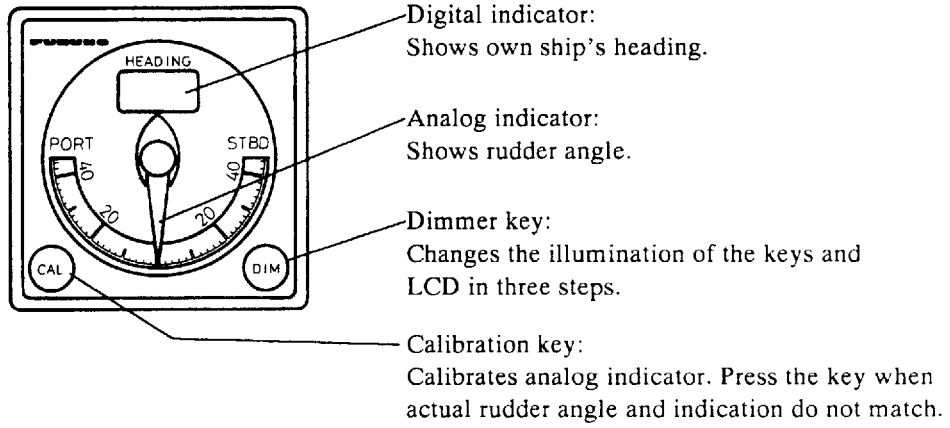 FURUNO
HEADING
PORT
STBD
40
20
20
40
CAL
DIM
Digital indicator:
Shows own ship's heading.
Analog indicator:
Shows rudder angle.
Dimmer key:
Changes the illumination of the keys and
LCD in three steps.
Calibration key:
Calibrates analog indicator. Press the key when
actual rudder angle and indication do not match.